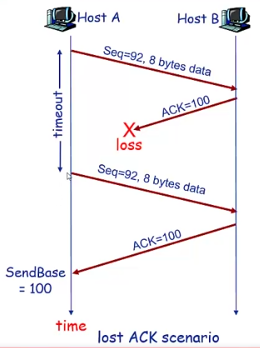 Host A
Host B
Seq=92, 8 bytes data
ACK=100
timeout
X
loss
Seq=92, 8 bytes data
ACK=100
SendBase
= 100
time
lost ACK scenario